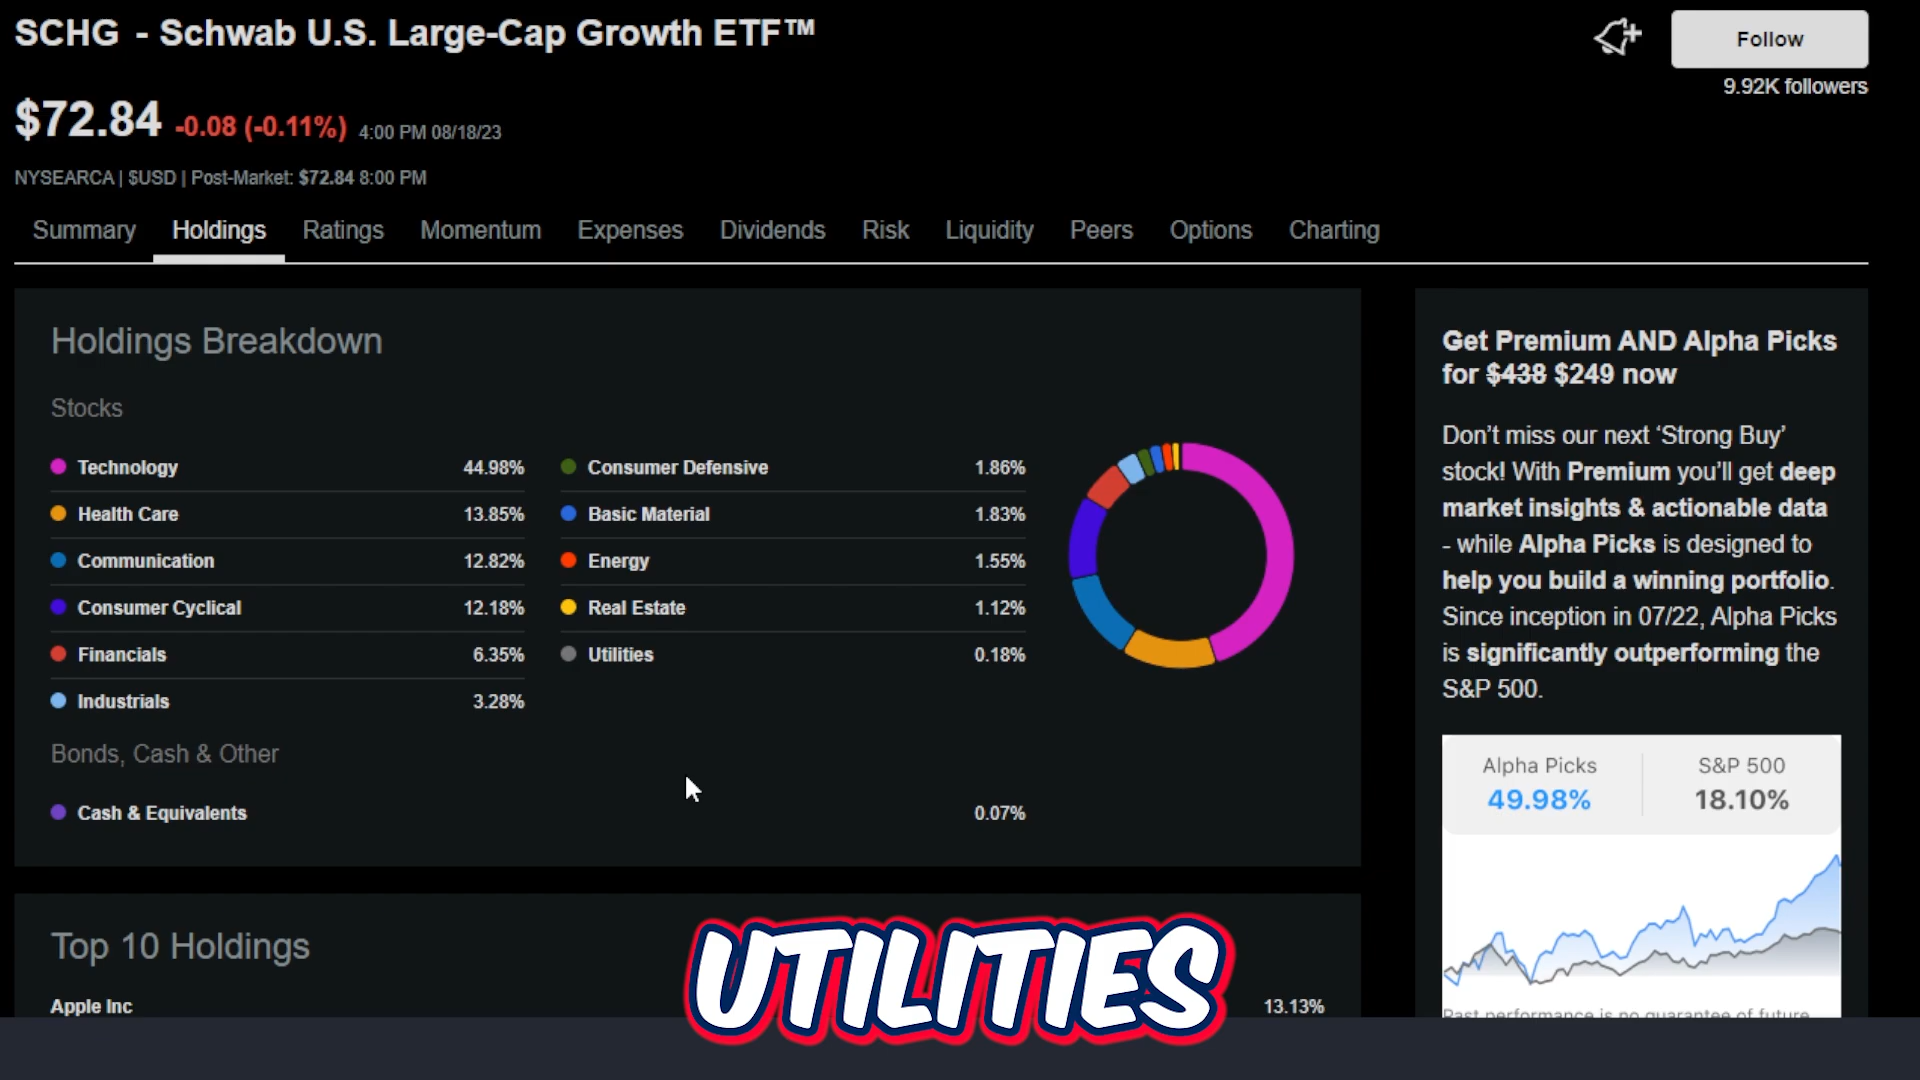 SCHG - Schwab U.S. Large-Cap Growth ETF™
Follow
9.92K followers
$72.84 -0.08 (-0.11%) 4:00 PM 08/18/23
NYSEARCA | $USD | Post-Market: $72.84 8:00 PM
Summary Holdings Ratings Momentum Expenses Dividends Risk Liquidity Peers Options Charting
Holdings Breakdown
Stocks
Technology 44.98%
Health Care 13.85%
Communication 12.82%
Consumer Cyclical 12.18%
Financials 6.35%
Industrials 3.28%
Consumer Defensive 1.86%
Basic Material 1.83%
Energy 1.55%
Real Estate 1.12%
Utilities 0.18%
Bonds, Cash & Other
Cash & Equivalents 0.07%
Top 10 Holdings
Apple Inc 13.13%
UTILITIES
Get Premium AND Alpha Picks
for $438 $249 now
Don’t miss our next ‘Strong Buy’
stock! With Premium you’ll get deep
market insights & actionable data
- while Alpha Picks is designed to
help you build a winning portfolio.
Since inception in 07/22, Alpha Picks
is significantly outperforming the
S&P 500.
Alpha Picks S&P 500
49.98% 18.10%
Past performance is no guarantee of future